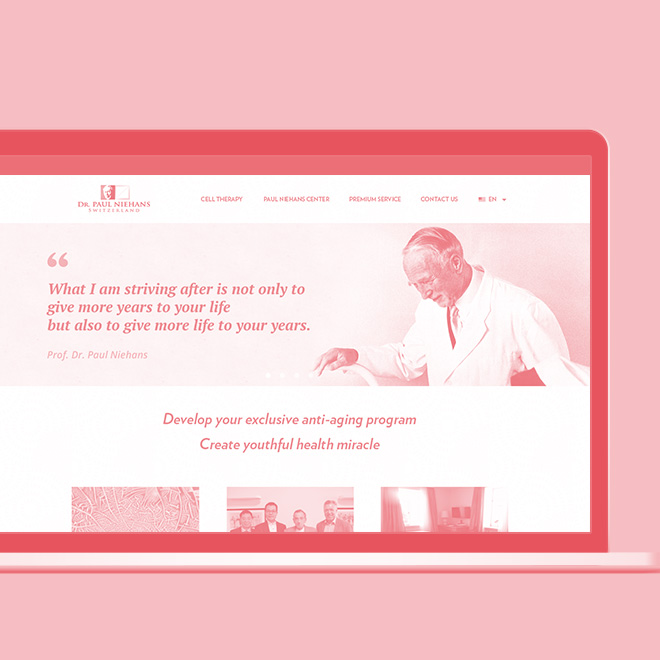 DR. PAUL NIEHANS
SWITZERLAND
CELL THERAPY
PAUL NIEHANS CENTER
PREMIUM SERVICE
CONTACT US
EN
“
What I am striving after is not only to
give more years to your life
but also to give more life to your years.
Prof. Dr. Paul Niehans
Develop your exclusive anti-aging program
Create youthful health miracle